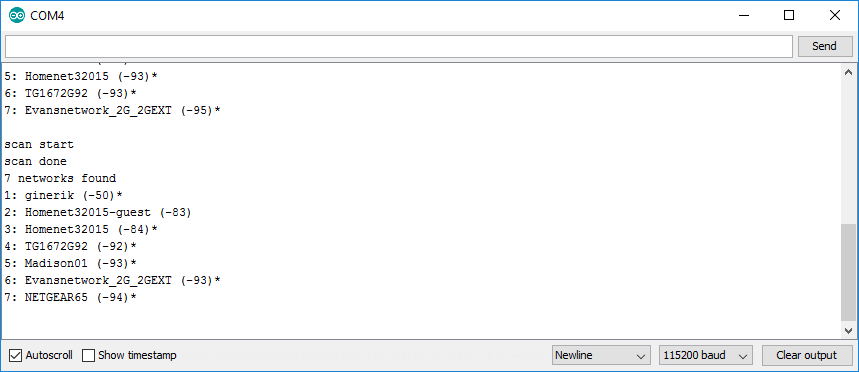 COM4
Send
5: Homenet32015 (-93)*
6: TG1672G92 (-93)*
7: Evansnetwork_2G_2GEXT (-95)*
scan start
scan done
7 networks found
1: ginerik (-50)*
2: Homenet32015-guest (-83)
3: Homenet32015 (-84)*
4: TG1672G92 (-92)*
5: Madison01 (-93)*
6: Evansnetwork_2G_2GEXT (-93)*
7: NETGEAR65 (-94)*
Autoscroll Show timestamp Newline 115200 baud Clear output